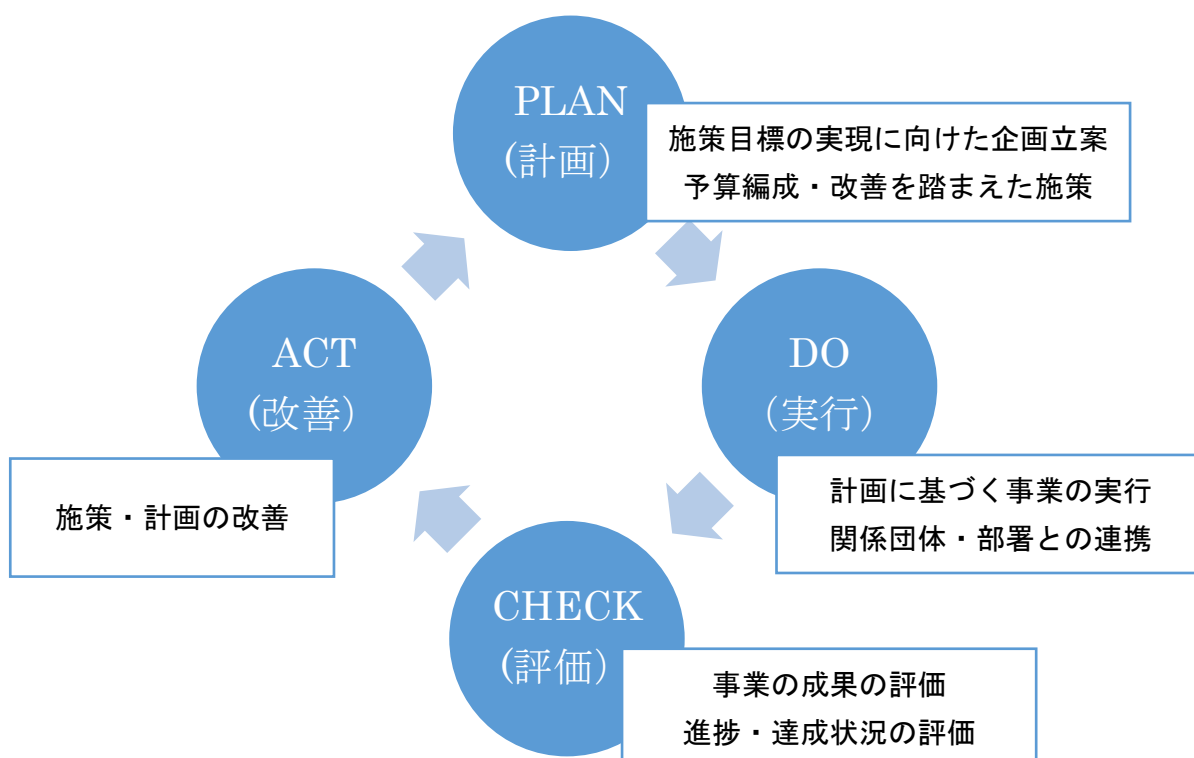 PLAN
(計画)
施策目標の実現に向けた企画立案
予算編成・改善を踏まえた施策
ACT
(改善)
施策・計画の改善
DO
(実行)
計画に基づく事業の実行
関係団体・部署との連携
CHECK
(評価)
事業の成果の評価
進捗・達成状況の評価